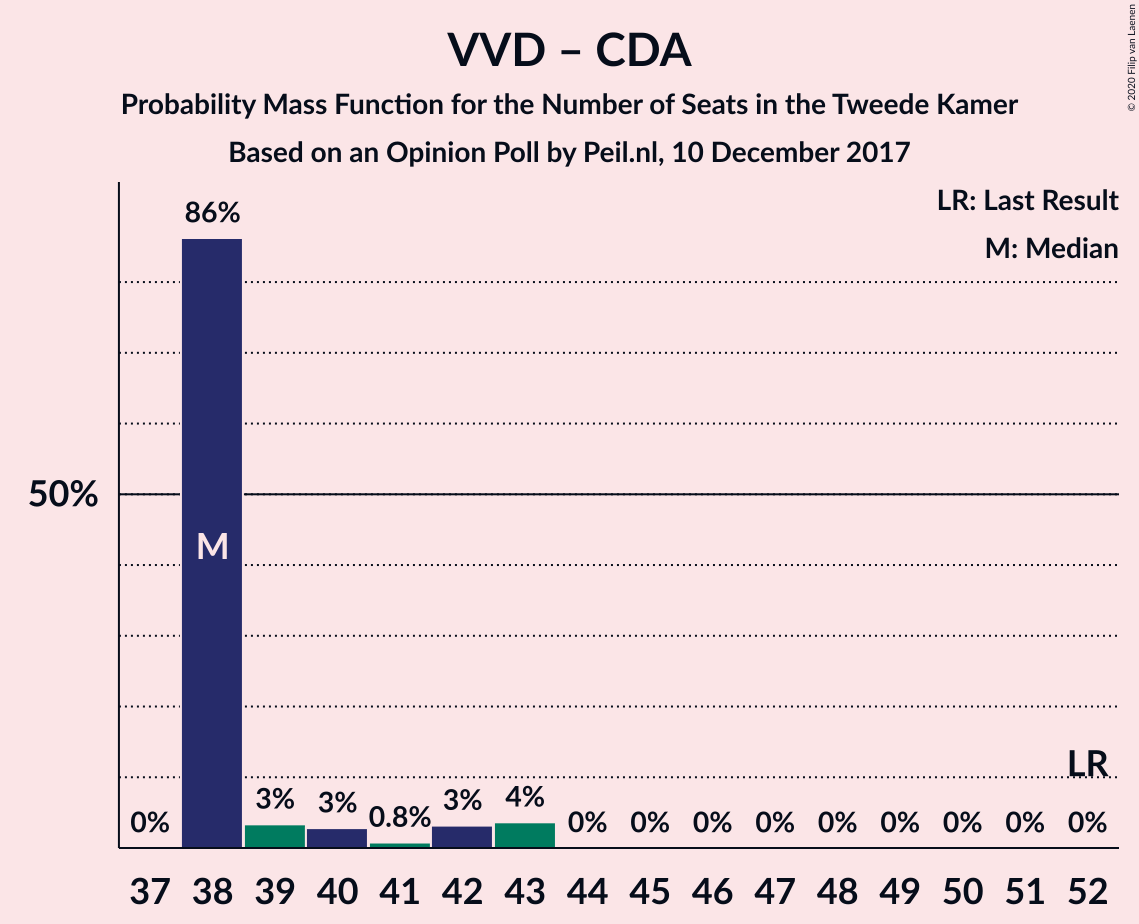 VVD – CDA
Probability Mass Function for the Number of Seats in the Tweede Kamer
Based on an Opinion Poll by Peil.nl, 10 December 2017
© 2020 Filip van Laenen
LR: Last Result
M: Median
86%
50%
M
LR
0% 3% 3% 0.8% 3% 4% 0% 0% 0% 0% 0% 0% 0% 0% 0%
37 38 39 40 41 42 43 44 45 46 47 48 49 50 51 52